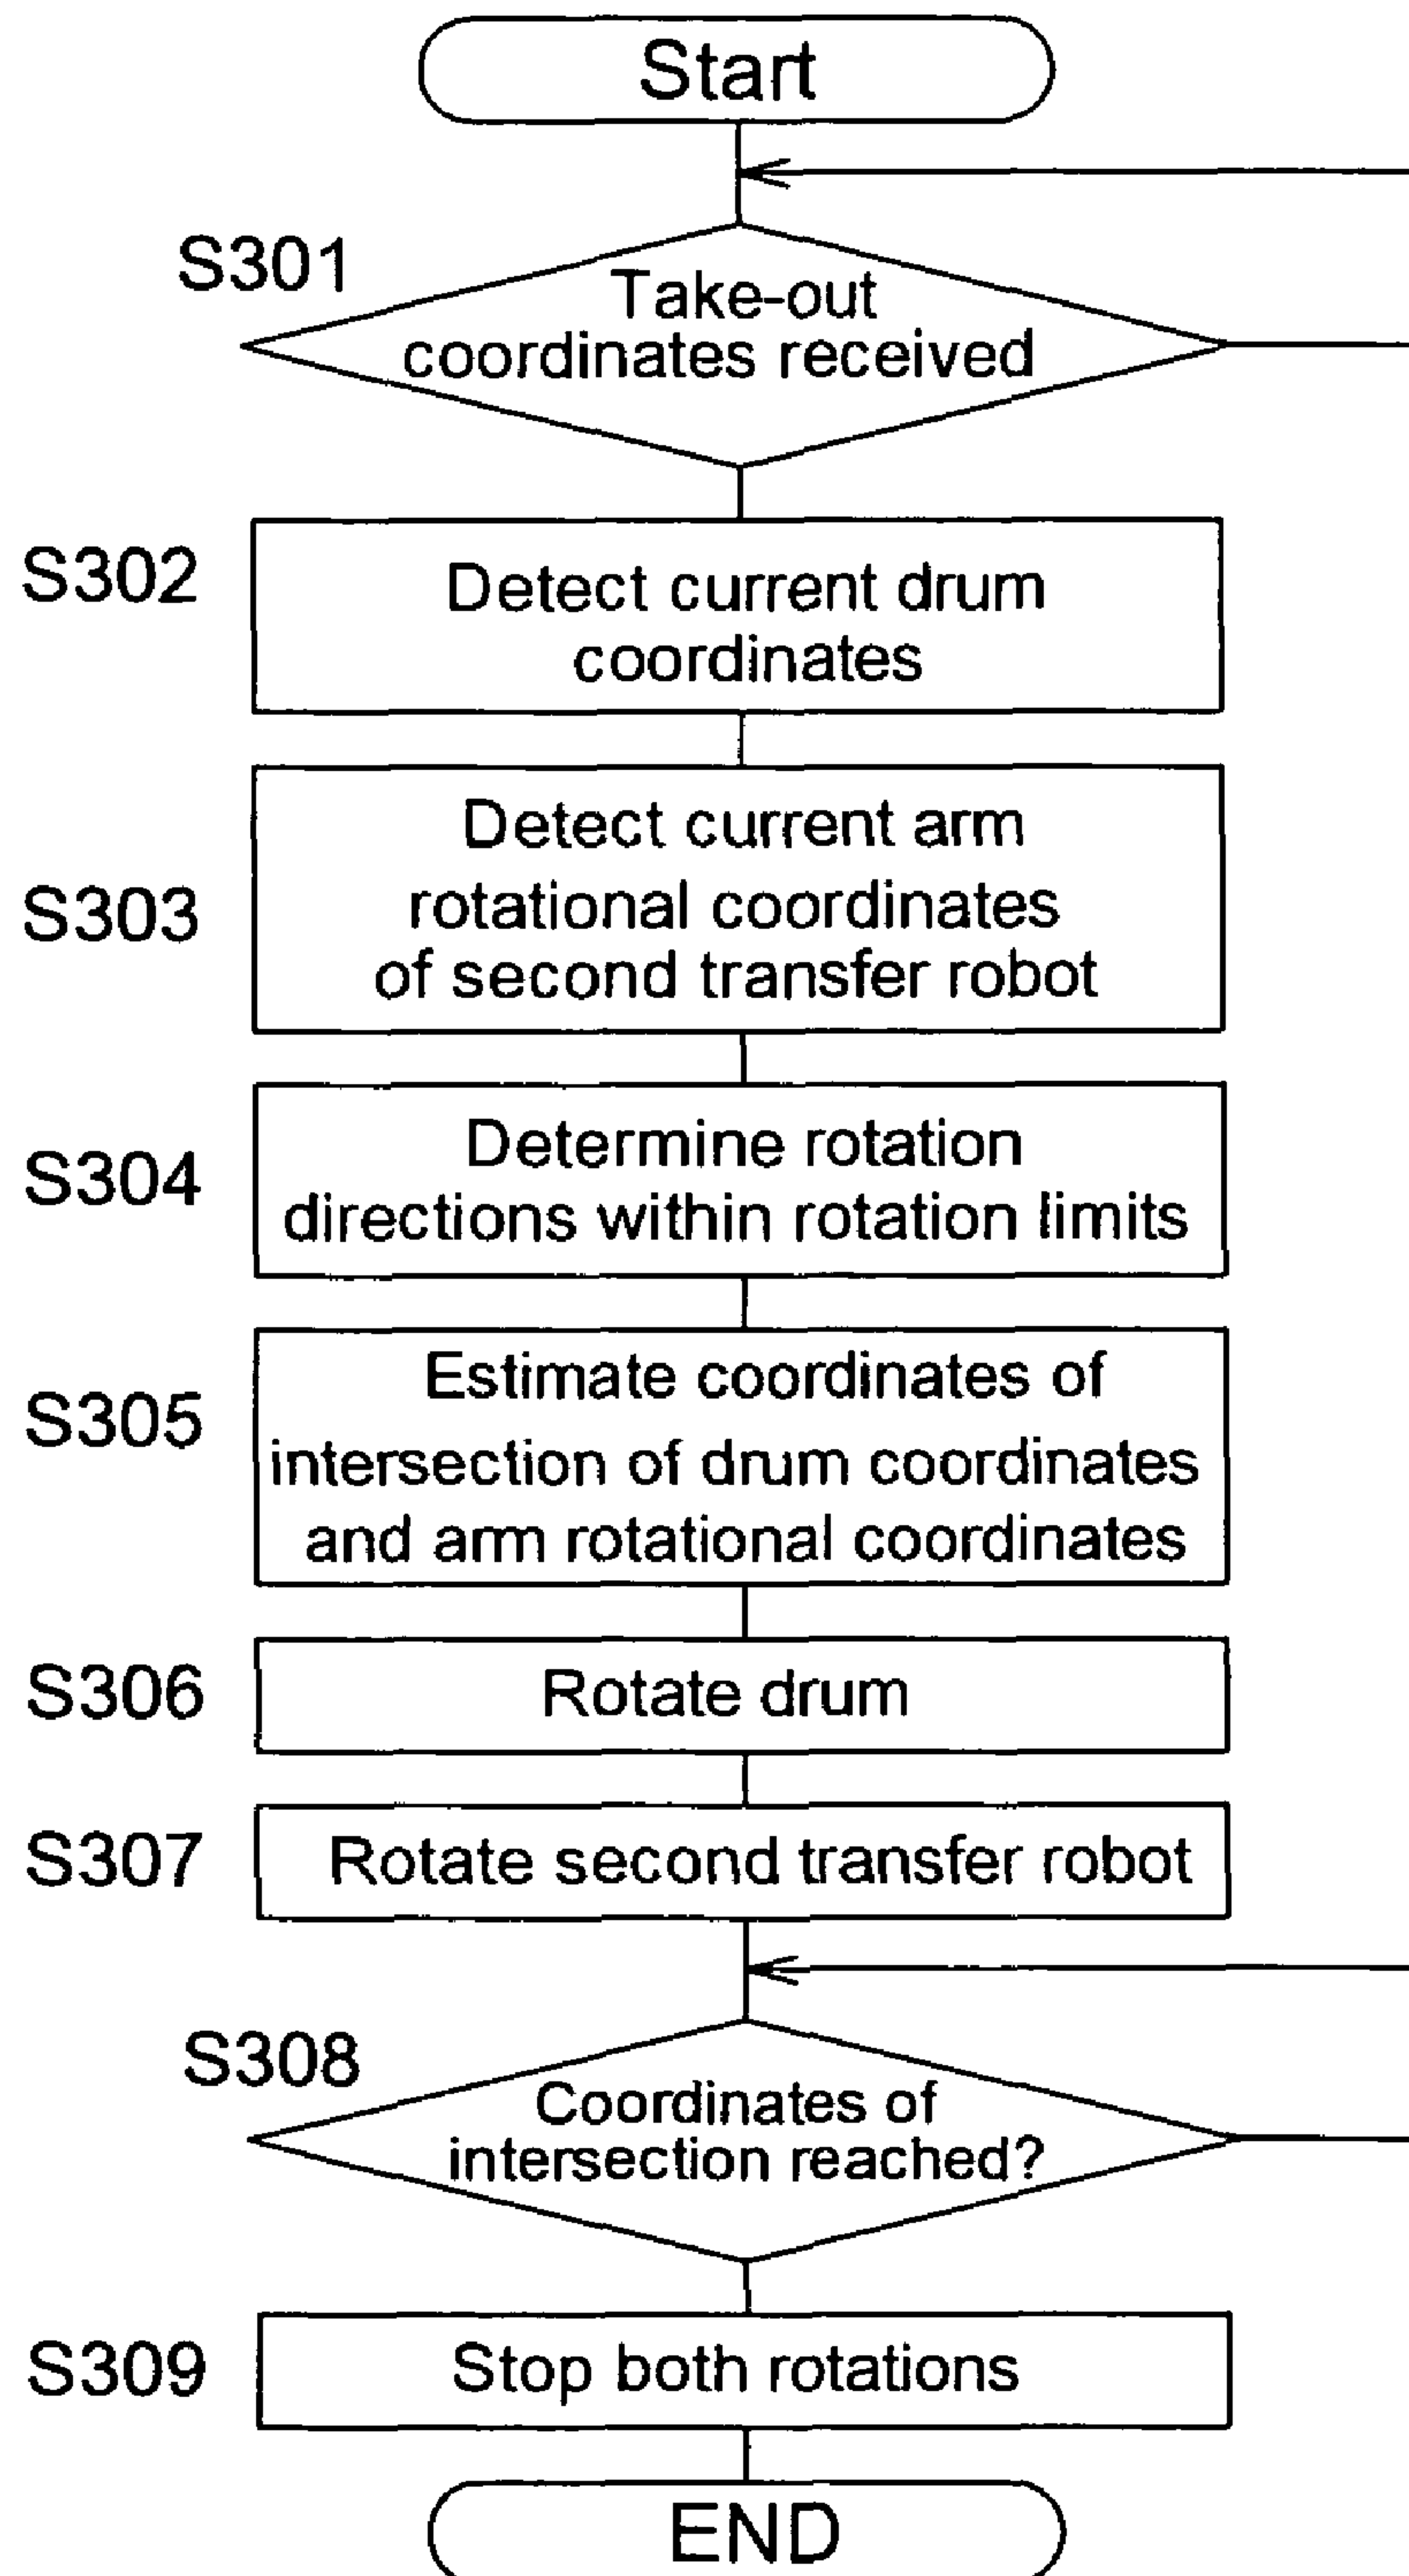 Start
S301
Take-out
coordinates received
S302
Detect current drum
coordinates
S303
Detect current arm
rotational coordinates
of second transfer robot
S304
Determine rotation
directions within rotation limits
S305
Estimate coordinates of
intersection of drum coordinates
and arm rotational coordinates
S306
Rotate drum
S307
Rotate second transfer robot
S308
Coordinates of
intersection reached?
S309
Stop both rotations
END